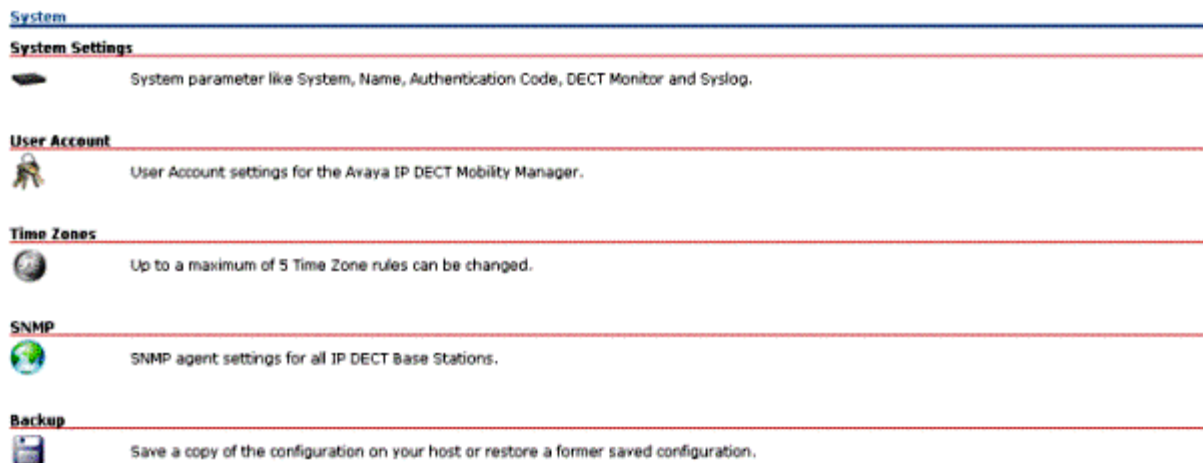 System
System Settings
System parameter like System, Name, Authentication Code, DECT Monitor and Syslog.
User Account
User Account settings for the Avaya IP DECT Mobility Manager.
Time Zones
Up to a maximum of 5 Time Zone rules can be changed.
SNMP
SNMP agent settings for all IP DECT Base Stations.
Backup
Save a copy of the configuration on your host or restore a former saved configuration.